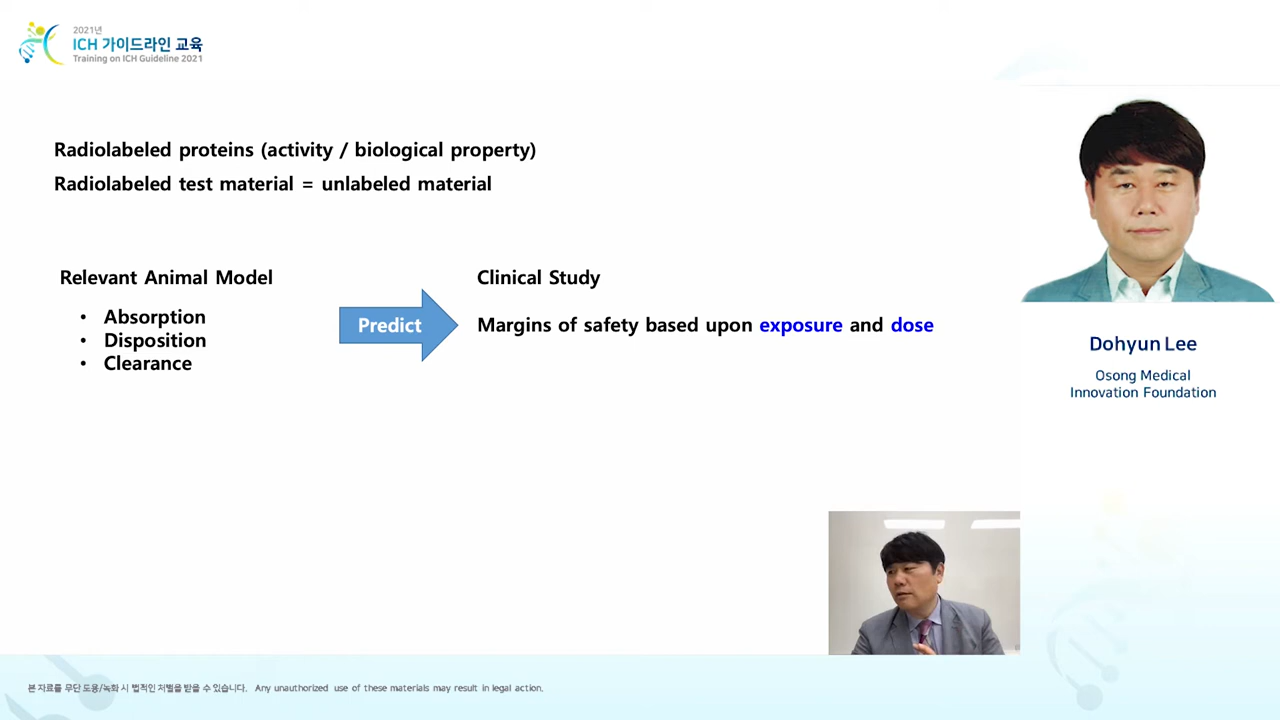 2021년
ICH 가이드라인 교육
Training on ICH Guideline 2021
Radiolabeled proteins (activity / biological property)
Radiolabeled test material = unlabeled material
Relevant Animal Model
• Absorption
• Disposition
• Clearance
Predict
Clinical Study
Margins of safety based upon exposure and dose
Dohyun Lee
Osong Medical
Innovation Foundation
본 자료를 무단 도용/녹화 시 법적인 처벌을 받을 수 있습니다. Any unauthorized use of these materials may result in legal action.